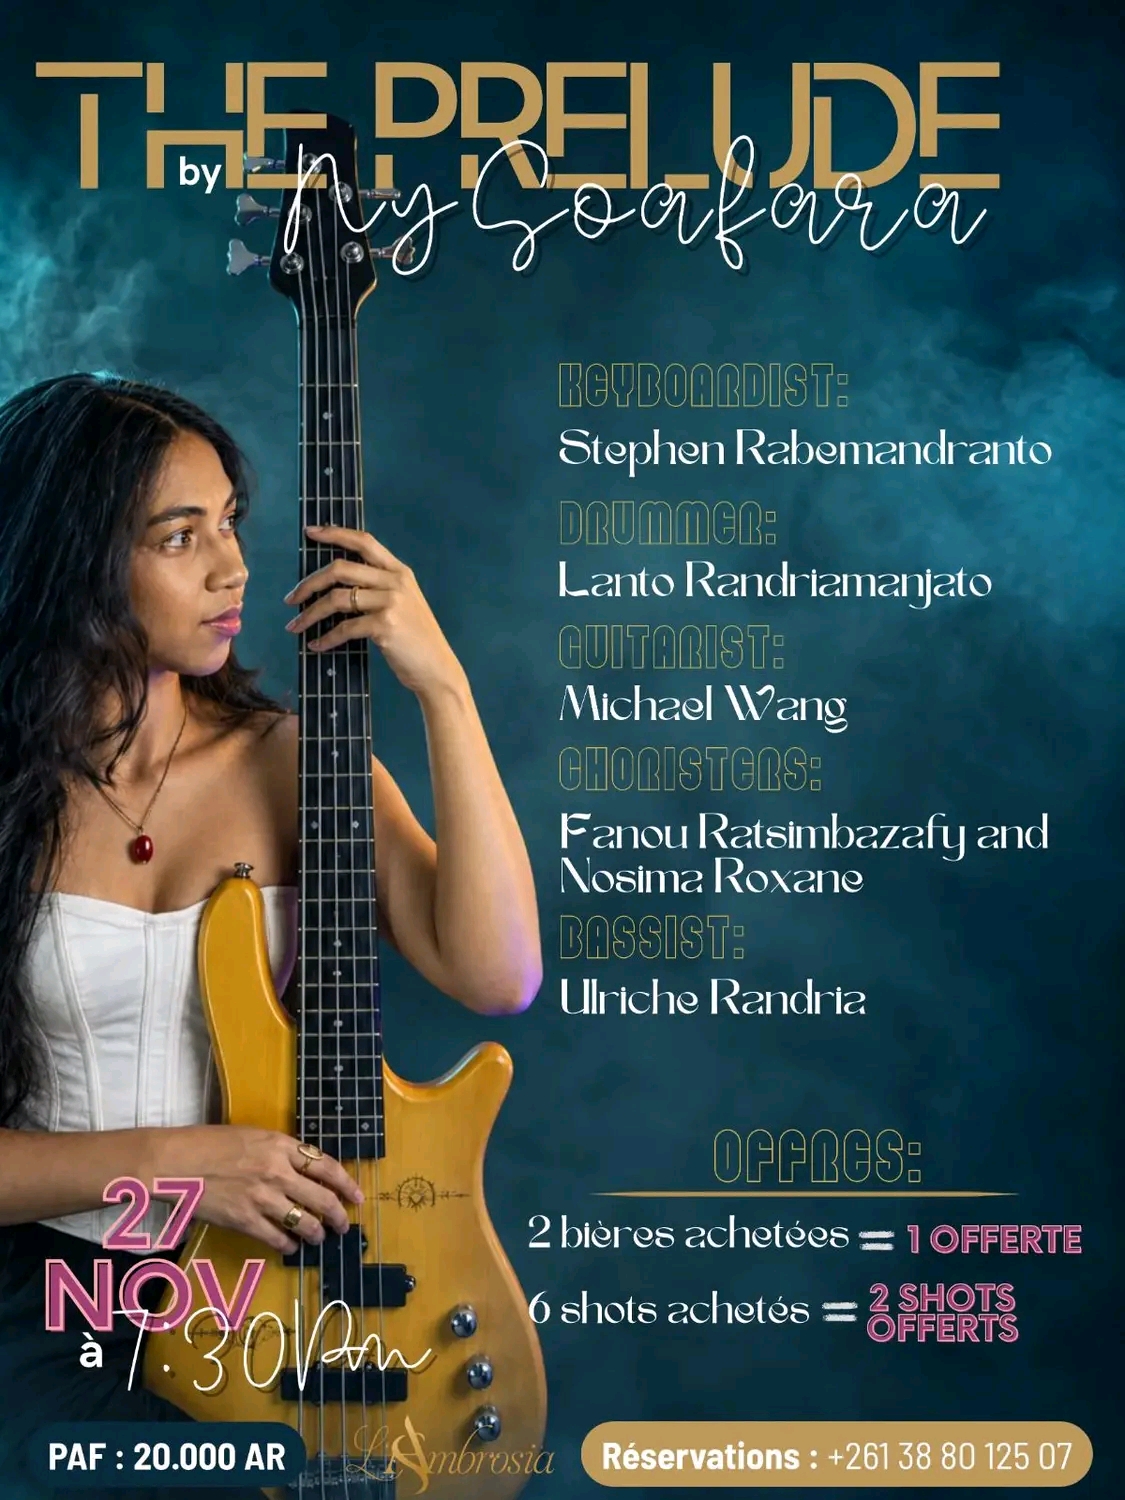 THE PRELUDE
by Ny Soafara
KEYBOARDIST:
Stephen Rabemandranto
DRUMMER:
Lanto Randriamanjato
GUITARIST:
Michael Wang
CHORISTERS:
Fanou Ratsimbazafy and
Nosima Roxane
BASSIST:
Ulriche Randria
OFFRES:
2 bières achetées = 1 OFFERTE
6 shots achetés = 2 SHOTS
OFFERTS
27
NOV
à 7:30Pm
PAF : 20.000 AR
L'Ambrosia
Réservations : +261 38 80 125 07